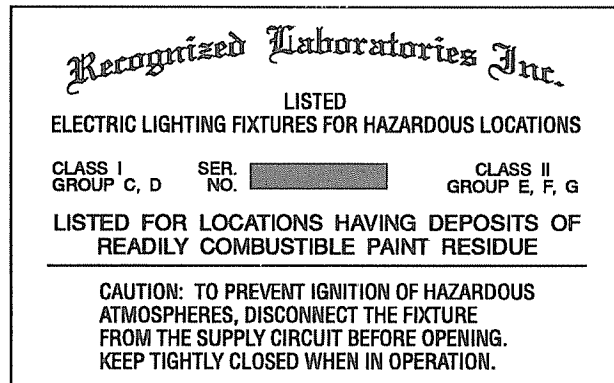 Recognized Laboratories Inc.
LISTED
ELECTRIC LIGHTING FIXTURES FOR HAZARDOUS LOCATIONS
CLASS I SER. CLASS II
GROUP C, D NO. GROUP E, F, G
LISTED FOR LOCATIONS HAVING DEPOSITS OF
READILY COMBUSTIBLE PAINT RESIDUE
CAUTION: TO PREVENT IGNITION OF HAZARDOUS
ATMOSPHERES, DISCONNECT THE FIXTURE
FROM THE SUPPLY CIRCUIT BEFORE OPENING.
KEEP TIGHTLY CLOSED WHEN IN OPERATION.